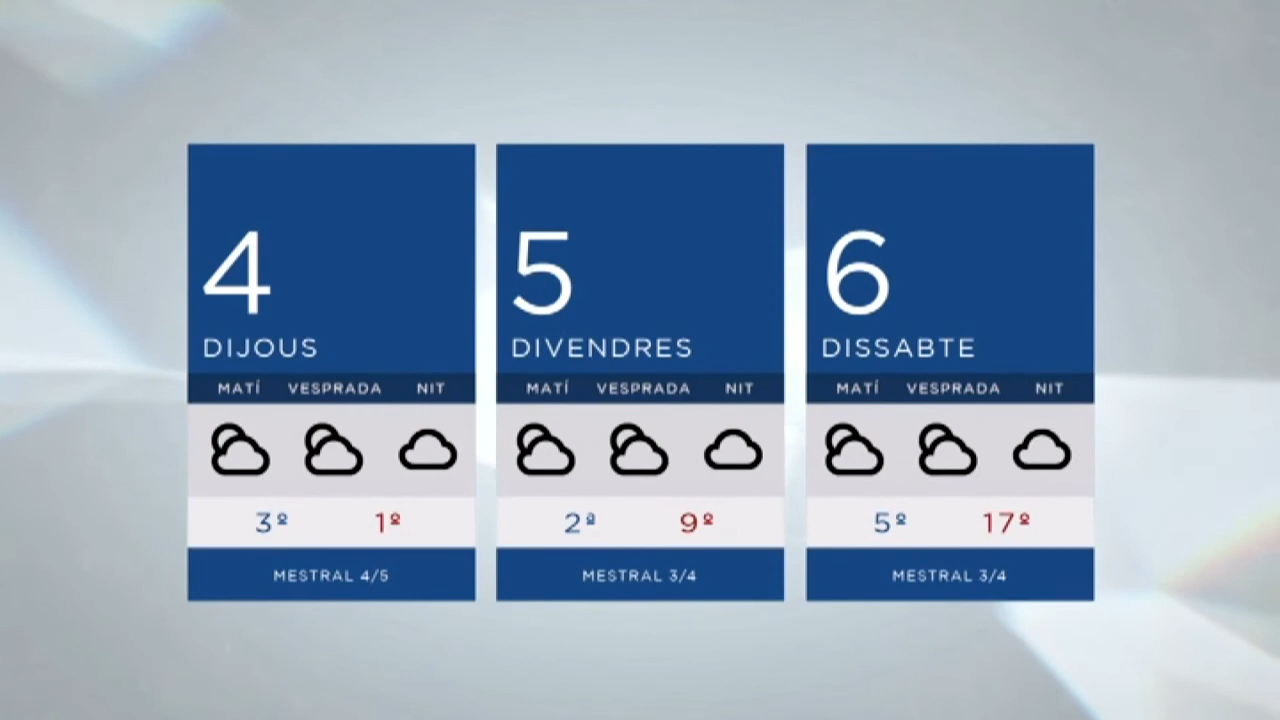 4
DIJOUS
MATÍ VESPRADA NIT
3º 1º
MESTRAL 4/5
5
DIVENDRES
MATÍ VESPRADA NIT
2ª 9º
MESTRAL 3/4
6
DISSABTE
MATÍ VESPRADA NIT
5º 17º
MESTRAL 3/4